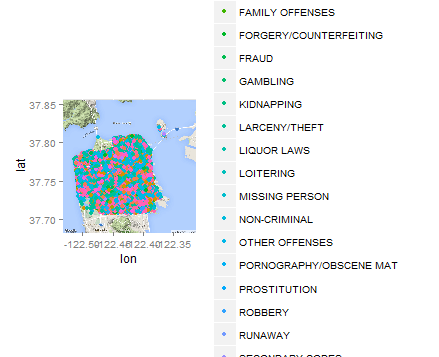 FAMILY OFFENSES
FORGERY/COUNTERFEITING
FRAUD
GAMBLING
KIDNAPPING
LARCENY/THEFT
LIQUOR LAWS
LOITERING
MISSING PERSON
NON-CRIMINAL
OTHER OFFENSES
PORNOGRAPHY/OBSCENE MAT
PROSTITUTION
ROBBERY
RUNAWAY
SECONDARY CODES
37.85
37.80
37.75
37.70
lat
-122.50 -122.45 -122.40 -122.35
lon